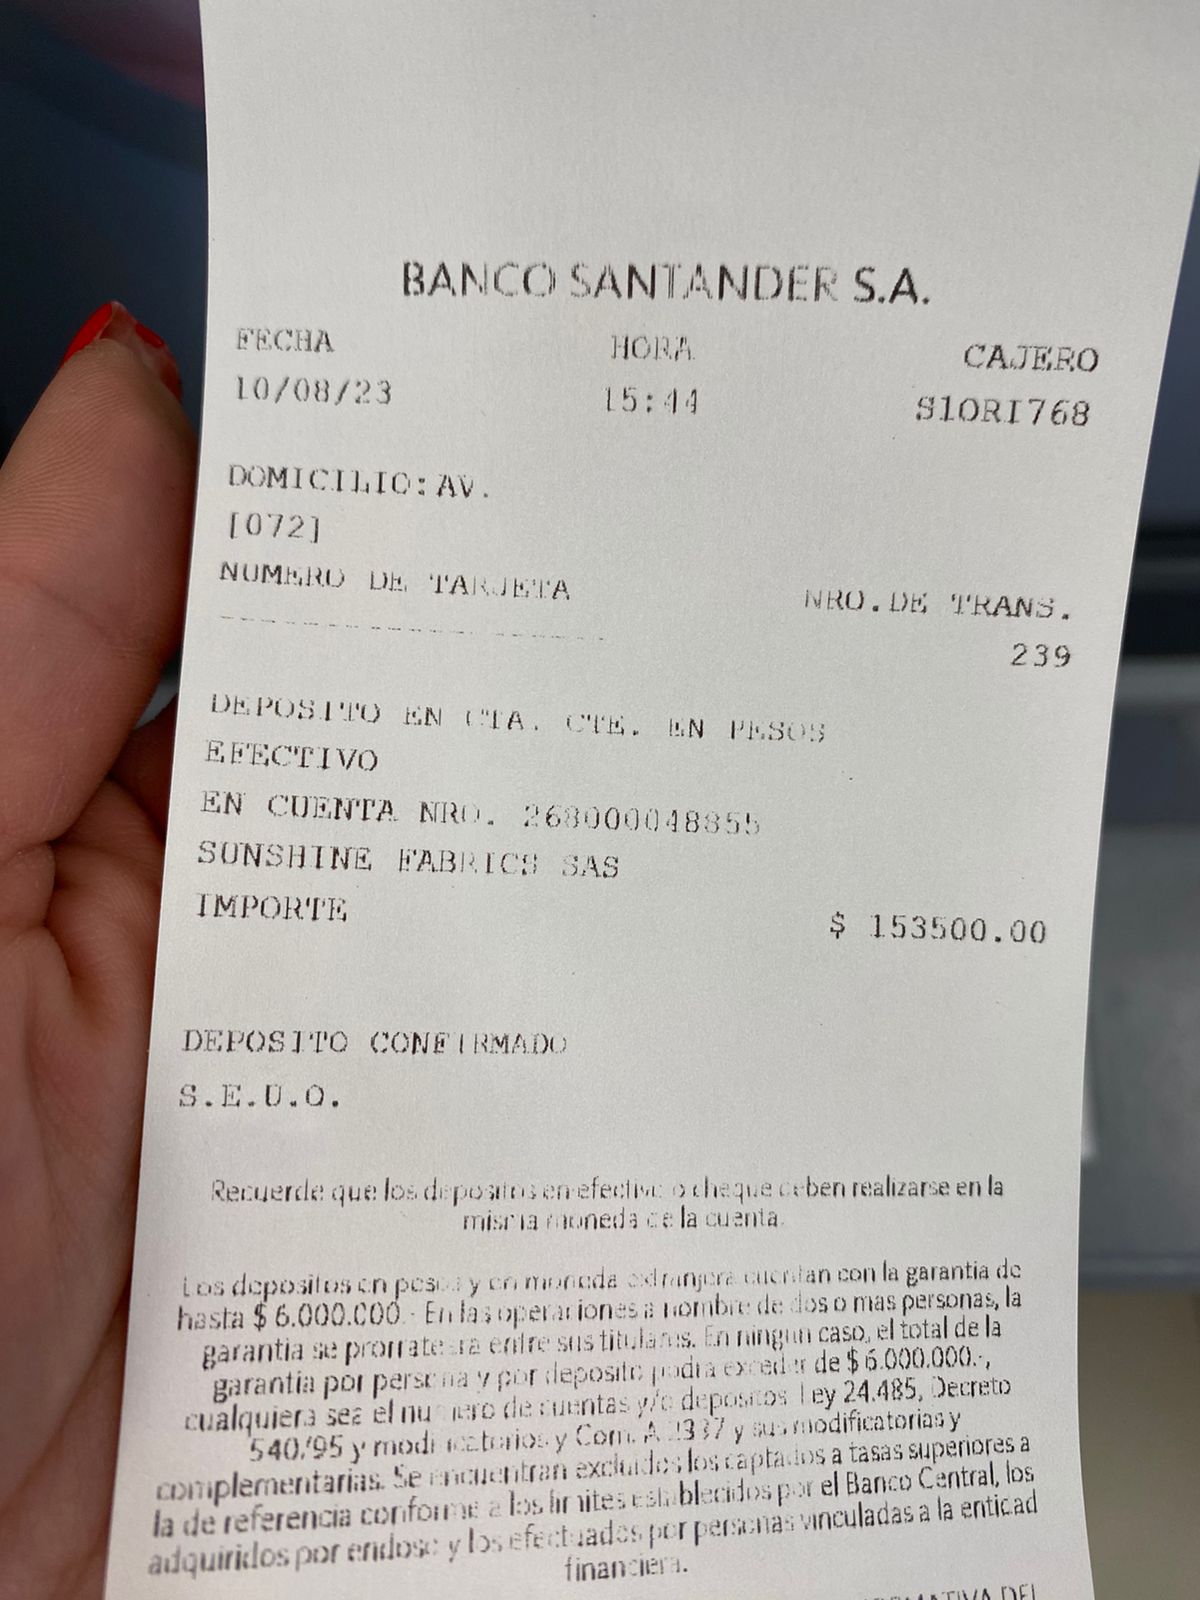 BANCO SANTANDER S.A.
FECHA HORA CAJERO
10/08/23 15:44 S1ORI768
DOMICILIO:AV.
[072]
NUMERO DE TARJETA NRO.DE TRANS.
239
DEPOSITO EN CTA. CTE. EN PESOS
EFECTIVO
EN CUENTA NRO. 268000048855
SUNSHINE FABRICS SAS
IMPORTE $ 153500.00
DEPOSITO CONFIRMADO
S.E.U.O.
Recuerde que los depositos en efectivo o cheque deben realizarse en la
misma moneda de la cuenta.
Los depositos en pesos y en moneda extranjera cuentan con la garantia de
hasta $ 6.000.000.- En las operaciones a nombre de dos o mas personas, la
garantia se prorrateara entre sus titulares. En ningun caso, el total de la
garantia por persona y por deposito podra exceder de $ 6.000.000.-,
cualquiera sea el numero de cuentas y/o depositos. Ley 24.485, Decreto
540/95 y modificatorios y Com. A 2337 y sus modificatorias y
complementarias. Se encuentran excluidos los captados a tasas superiores a
la de referencia conforme a los limites establecidos por el Banco Central, los
adquiridos por endoso y los efectuados por personas vinculadas a la entidad
financiera.